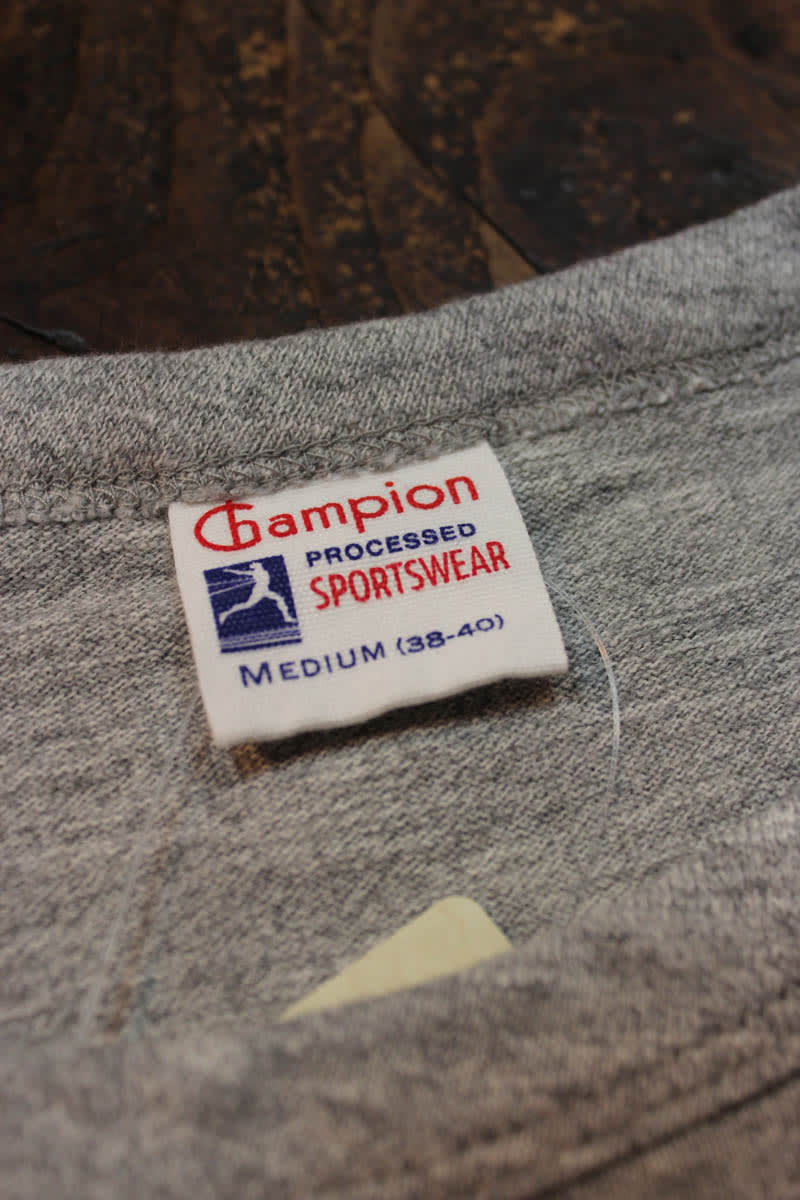 Champion
PROCESSED
SPORTSWEAR
MEDIUM (38-40)